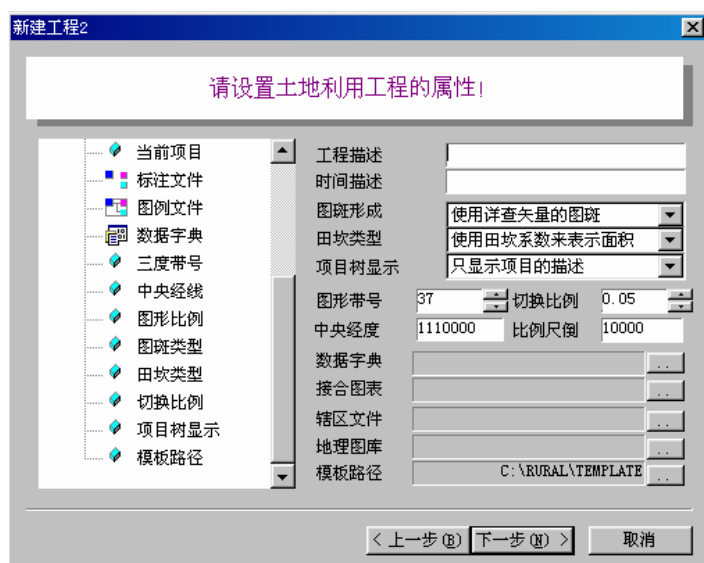 新建工程2
请设置土地利用工程的属性!
当前项目
标注文件
图例文件
数据字典
三度带号
中央经线
图形比例
图斑类型
田坎类型
切换比例
项目树显示
模板路径
工程描述
时间描述
图斑形成 使用详查矢量的图斑
田坎类型 使用田坎系数来表示面积
项目树显示 只显示项目的描述
图形带号 37 切换比例 0.05
中央经度 1110000 比例尺倒 10000
数据字典 ..
接合图表 ..
辖区文件 ..
地理图库 ..
模板路径 C:\RURAL\TEMPLATE ..
< 上一步(B) 下一步(N) > 取消